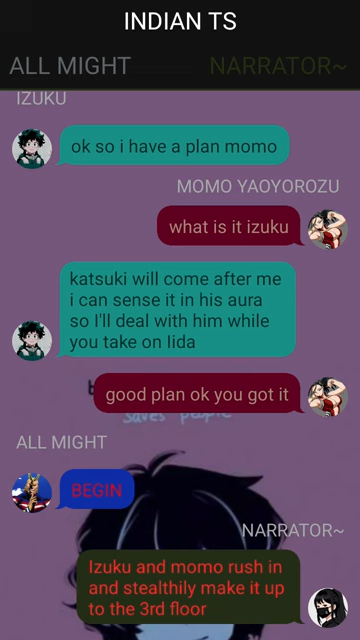 INDIAN TS
ALL MIGHT
NARRATOR~
IZUKU
ok so i have a plan momo
MOMO YAOYOROZU
what is it izuku
katsuki will come after me
i can sense it in his aura
so I'll deal with him while
you take on Iida
good plan ok you got it
saves people
ALL MIGHT
BEGIN
NARRATOR~
Izuku and momo rush in
and stealthily make it up
to the 3rd floor